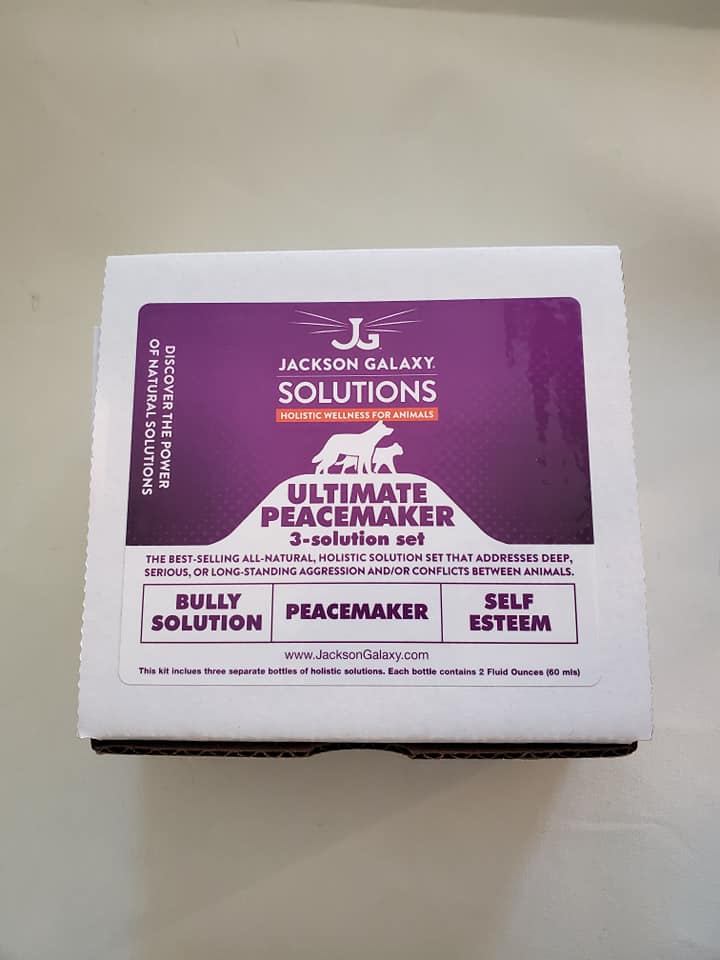 JG
JACKSON GALAXY
SOLUTIONS
HOLISTIC WELLNESS FOR ANIMALS
DISCOVER THE POWER
OF NATURAL SOLUTIONS
ULTIMATE
PEACEMAKER
3-solution set
THE BEST-SELLING ALL-NATURAL, HOLISTIC SOLUTION SET THAT ADDRESSES DEEP,
SERIOUS, OR LONG-STANDING AGGRESSION AND/OR CONFLICTS BETWEEN ANIMALS.
BULLY
SOLUTION
PEACEMAKER
SELF
ESTEEM
www.JacksonGalaxy.com
This kit inclues three separate bottles of holistic solutions. Each bottle contains 2 Fluid Ounces (60 mls)